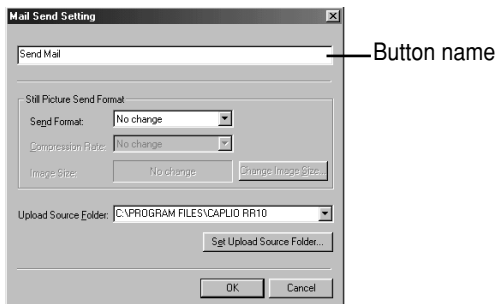 Mail Send Setting
Send Mail
Button name
Still Picture Send Format
Send Format: No change
Compression Rate: No change
Image Size: No change Change Image Size...
Upload Source Folder: C:\PROGRAM FILES\CAPLIO RR10
Set Upload Source Folder...
OK Cancel